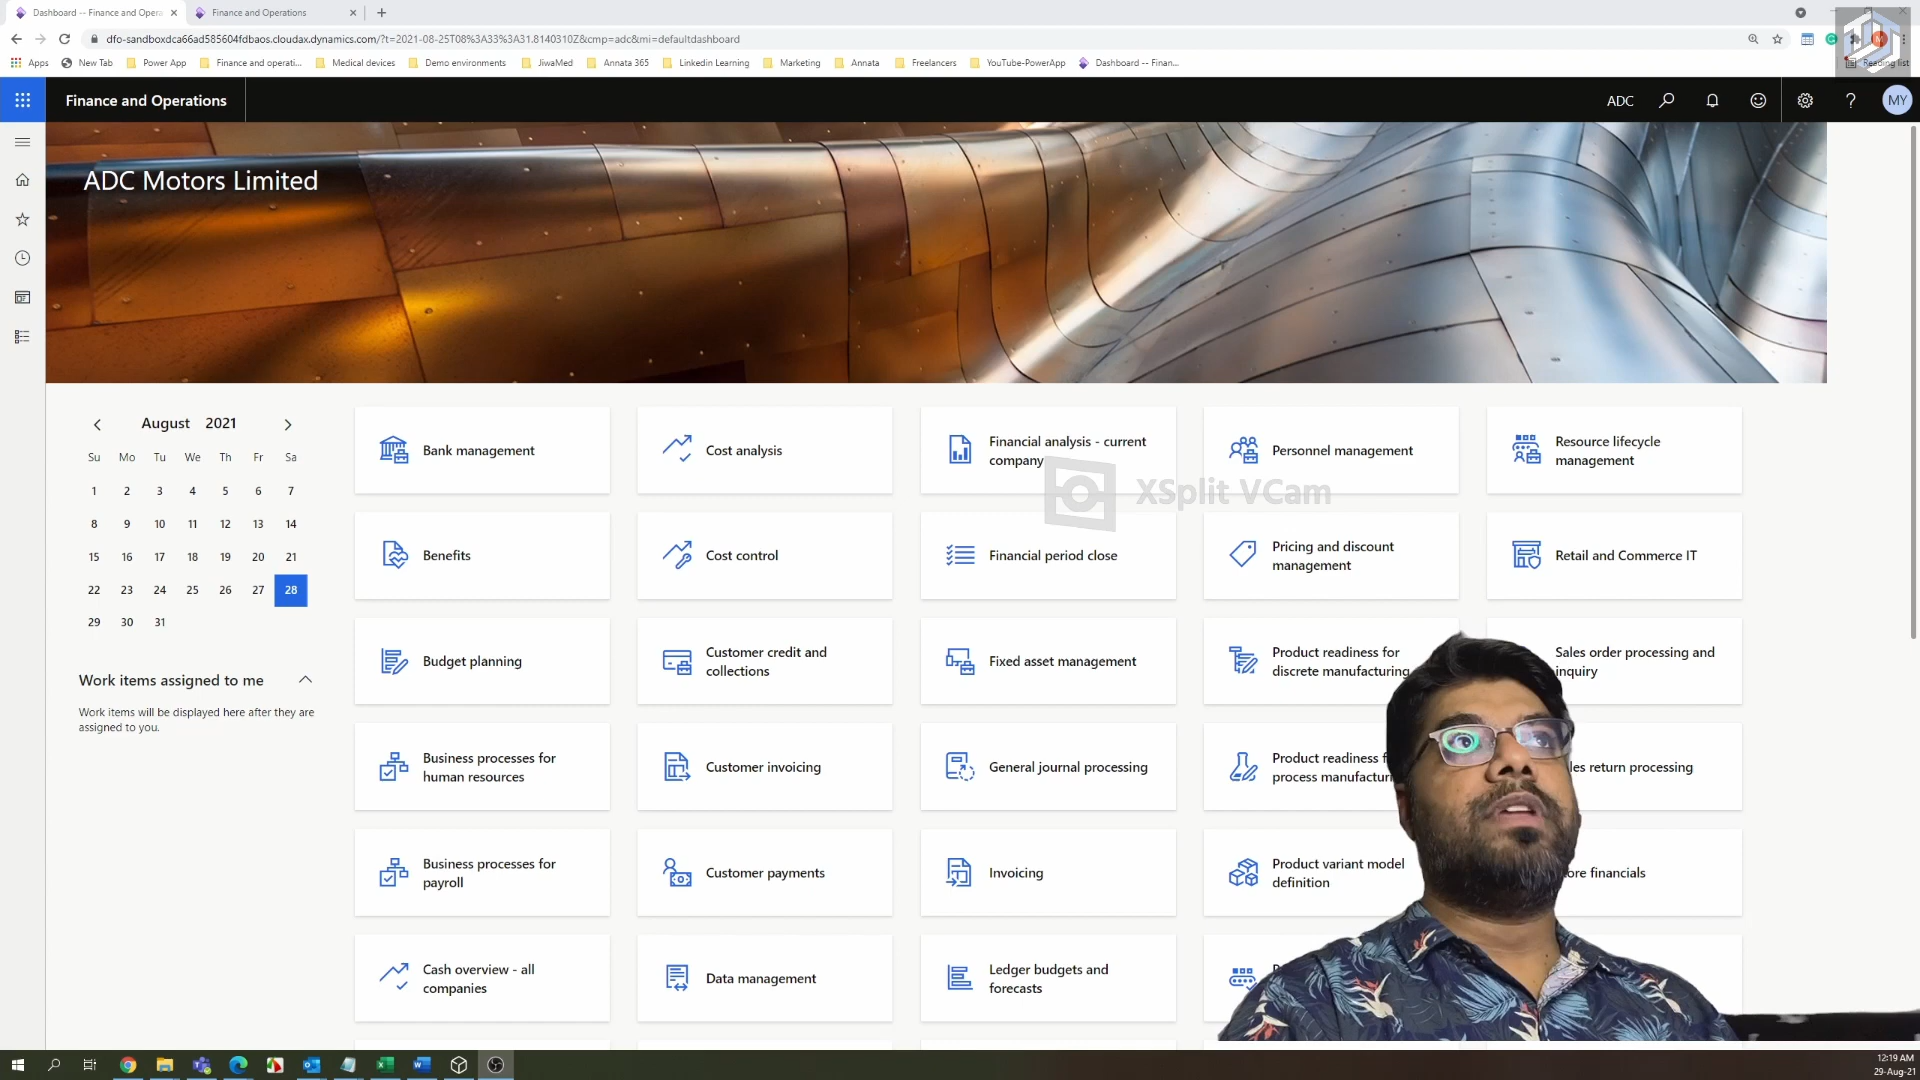 Dashboard -- Finance and Opera
Finance and Operations
dfo-sandboxdca66ad585604fdbaos.cloudax.dynamics.com/?t=2021-08-25T08%3A33%3A31.8140310Z&cmp=adc&mi=defaultdashboard
Apps
New Tab
Power App
Finance and operati...
Medical devices
Demo environments
JiwaMed
Annata 365
Linkedin Learning
Marketing
Annata
Freelancers
YouTube-PowerApp
Dashboard -- Finan...
Reading list
Finance and Operations
ADC
?
MY
ADC Motors Limited
August 2021
Su Mo Tu We Th Fr Sa
1 2 3 4 5 6 7
8 9 10 11 12 13 14
15 16 17 18 19 20 21
22 23 24 25 26 27 28
29 30 31
Work items assigned to me
Work items will be displayed here after they are
assigned to you.
Bank management
Cost analysis
Financial analysis - current
company
Personnel management
Resource lifecycle
management
XSplit VCam
Benefits
Cost control
Financial period close
Pricing and discount
management
Retail and Commerce IT
Budget planning
Customer credit and
collections
Fixed asset management
Product readiness for
discrete manufacturing
Sales order processing and
inquiry
Business processes for
human resources
Customer invoicing
General journal processing
Product readiness
process
return processing
Business processes for
payroll
Customer payments
Invoicing
Product variant model
definition
financials
Cash overview - all
companies
Data management
Ledger budgets and
forecasts
12:19 AM
29-Aug-21